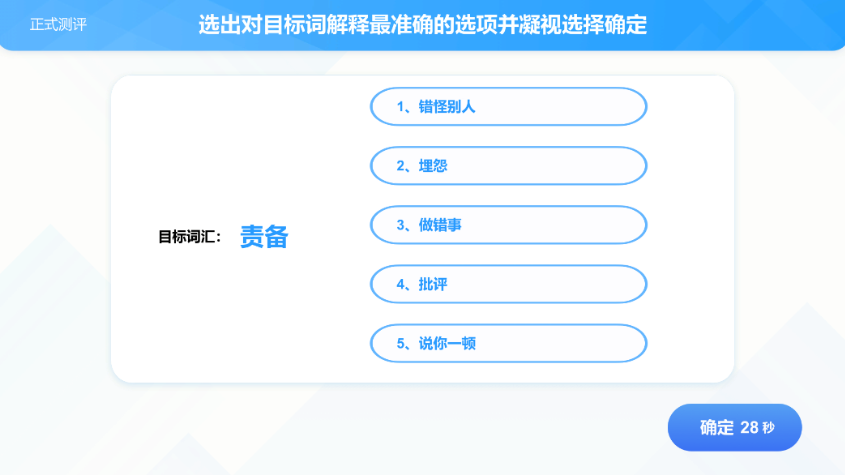 正式测评
选出对目标词解释最准确的选项并凝视选择确定
1、错怪别人
2、埋怨
3、做错事
目标词汇： 责备
4、批评
5、说你一顿
确定 28 秒